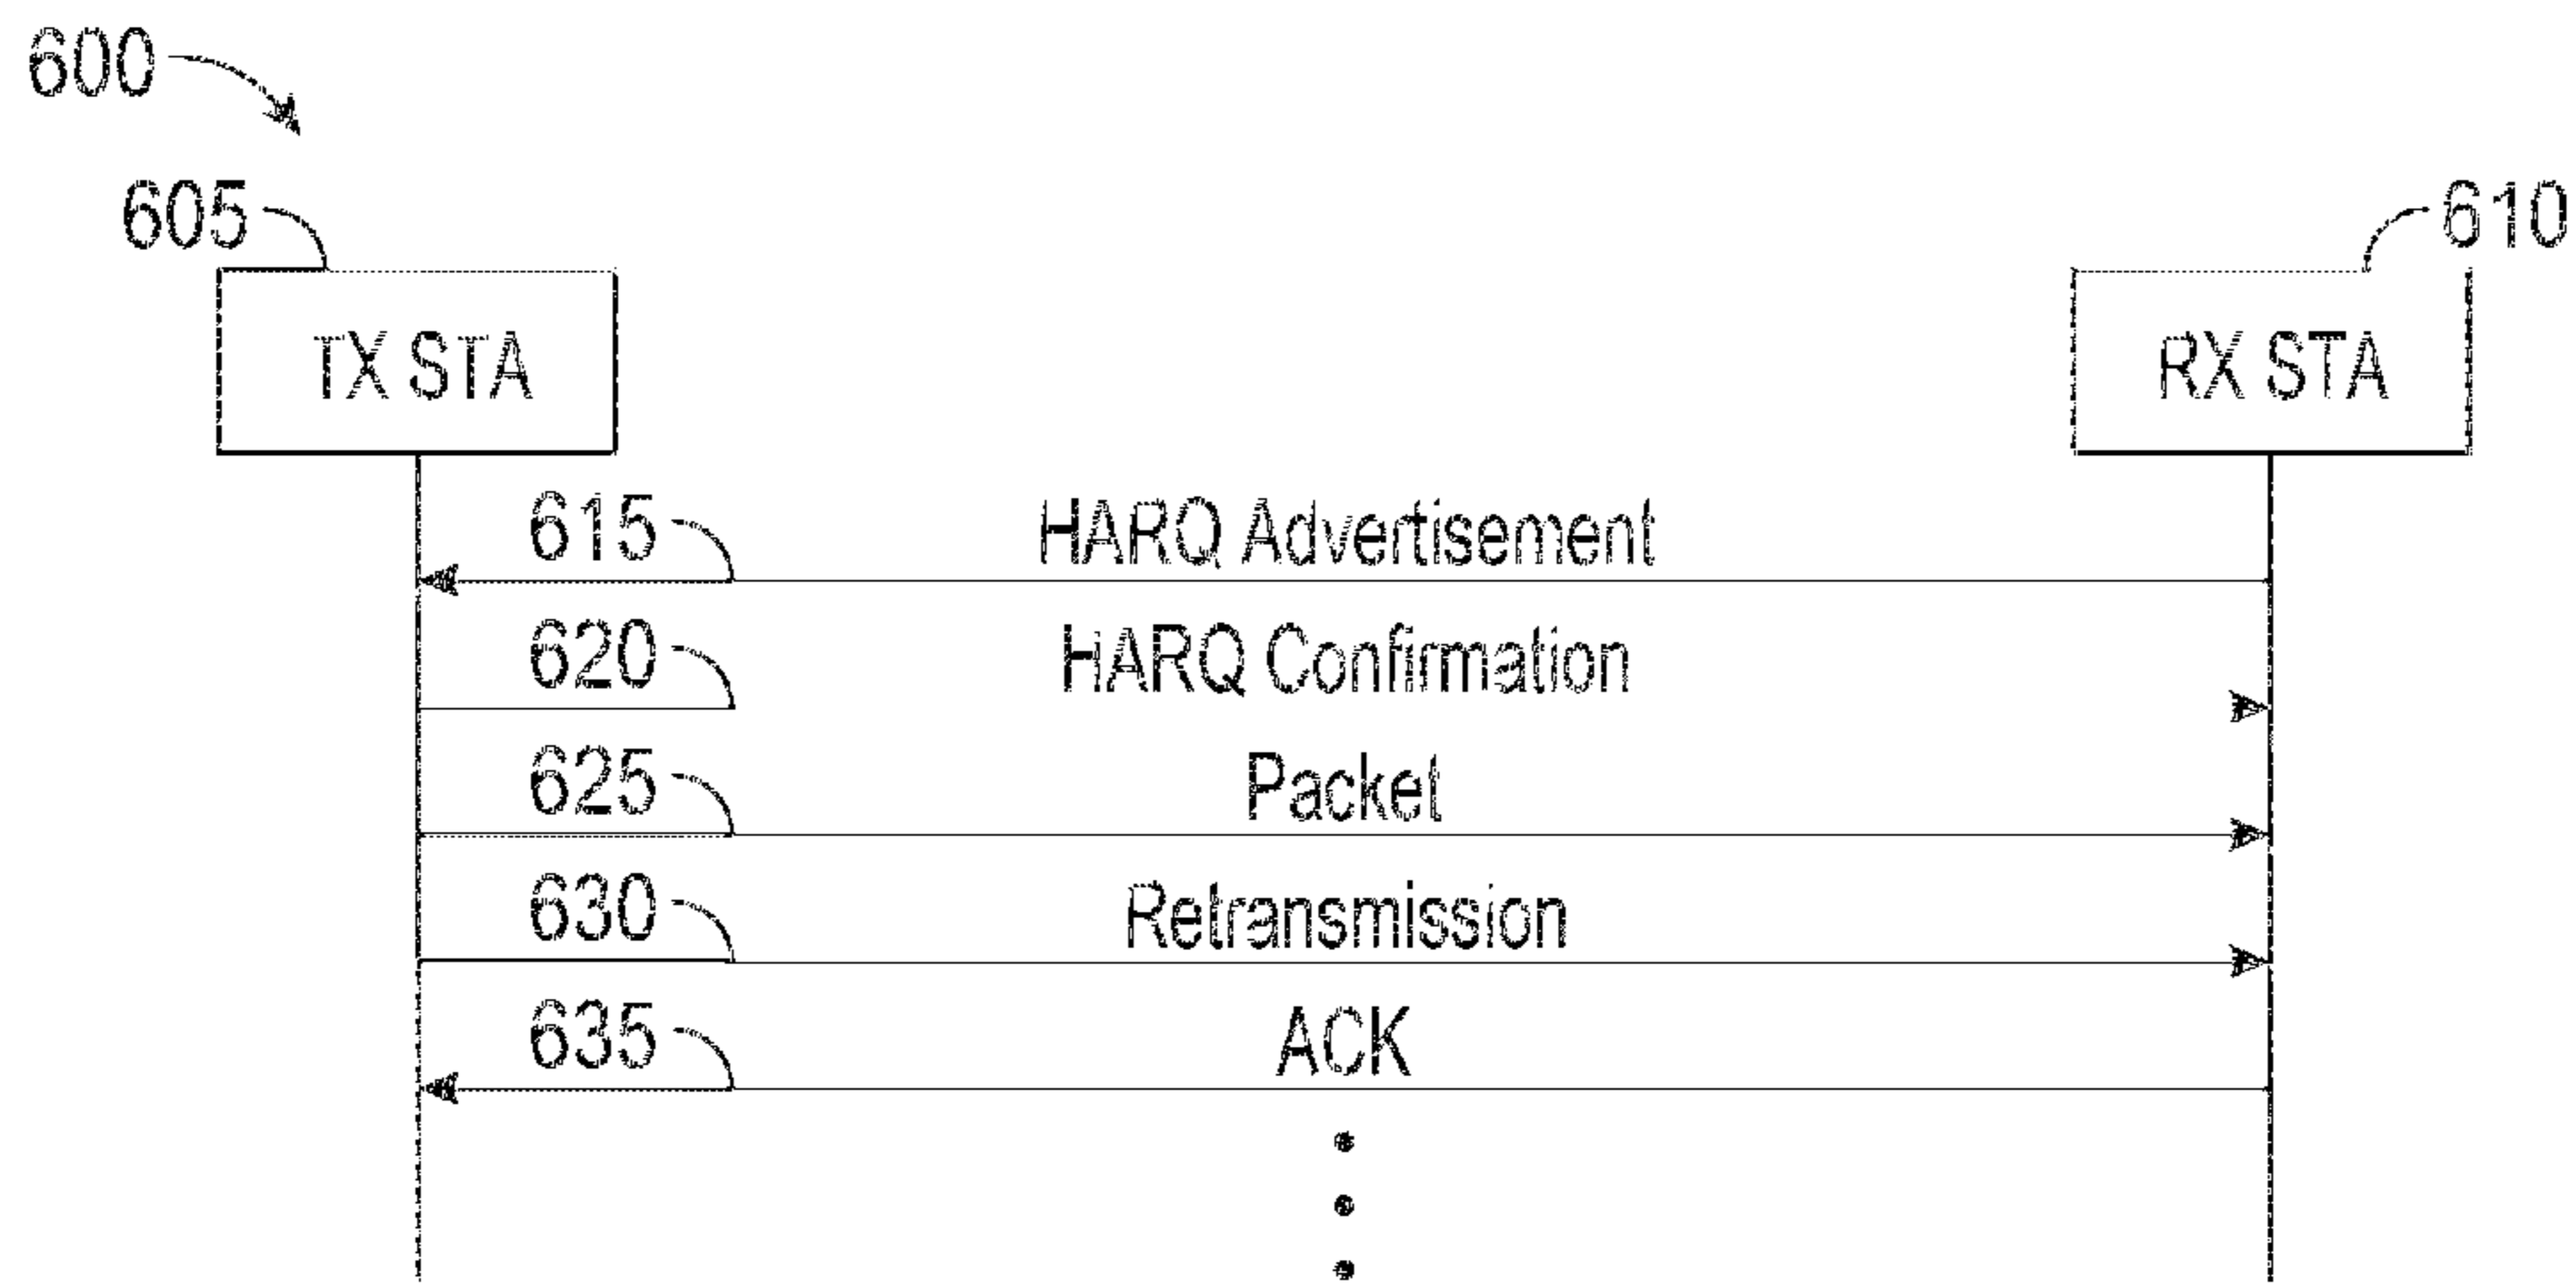 600
605
610
TX STA
RX STA
615
HARQ Advertisement
620
HARQ Confirmation
625
Packet
630
Retransmission
635
ACK